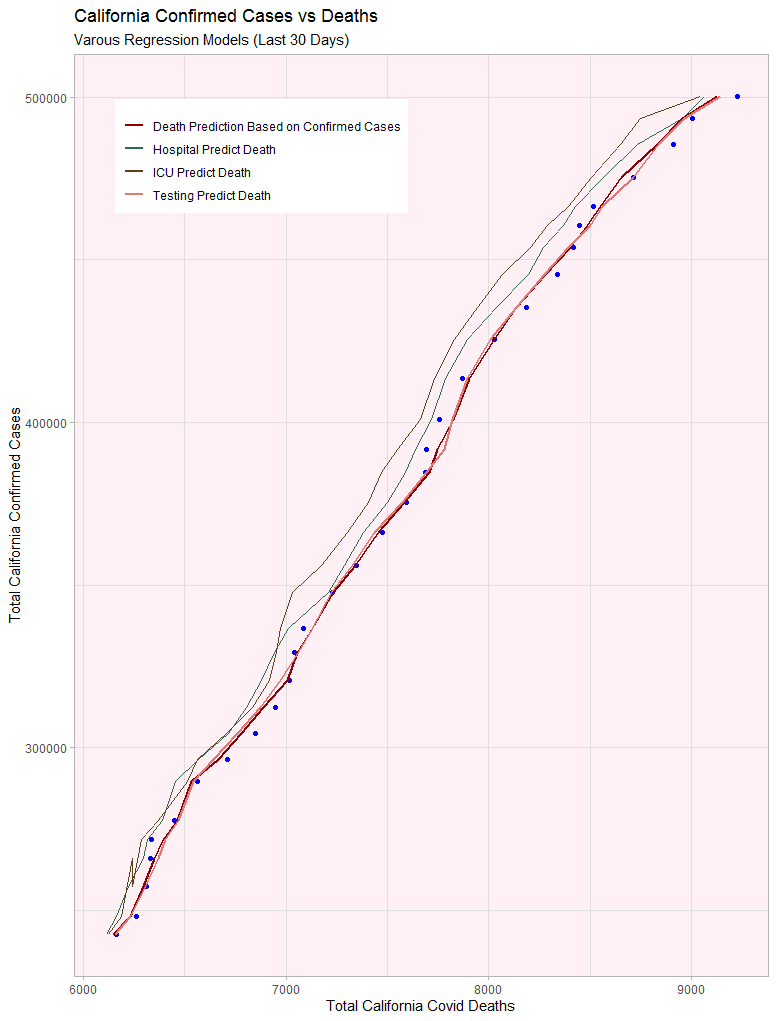 California Confirmed Cases vs Deaths
Varous Regression Models (Last 30 Days)
500000
Death Prediction Based on Confirmed Cases
Hospital Predict Death
ICU Predict Death
Testing Predict Death
Total California Confirmed Cases
400000
300000
6000 7000 8000 9000
Total California Covid Deaths